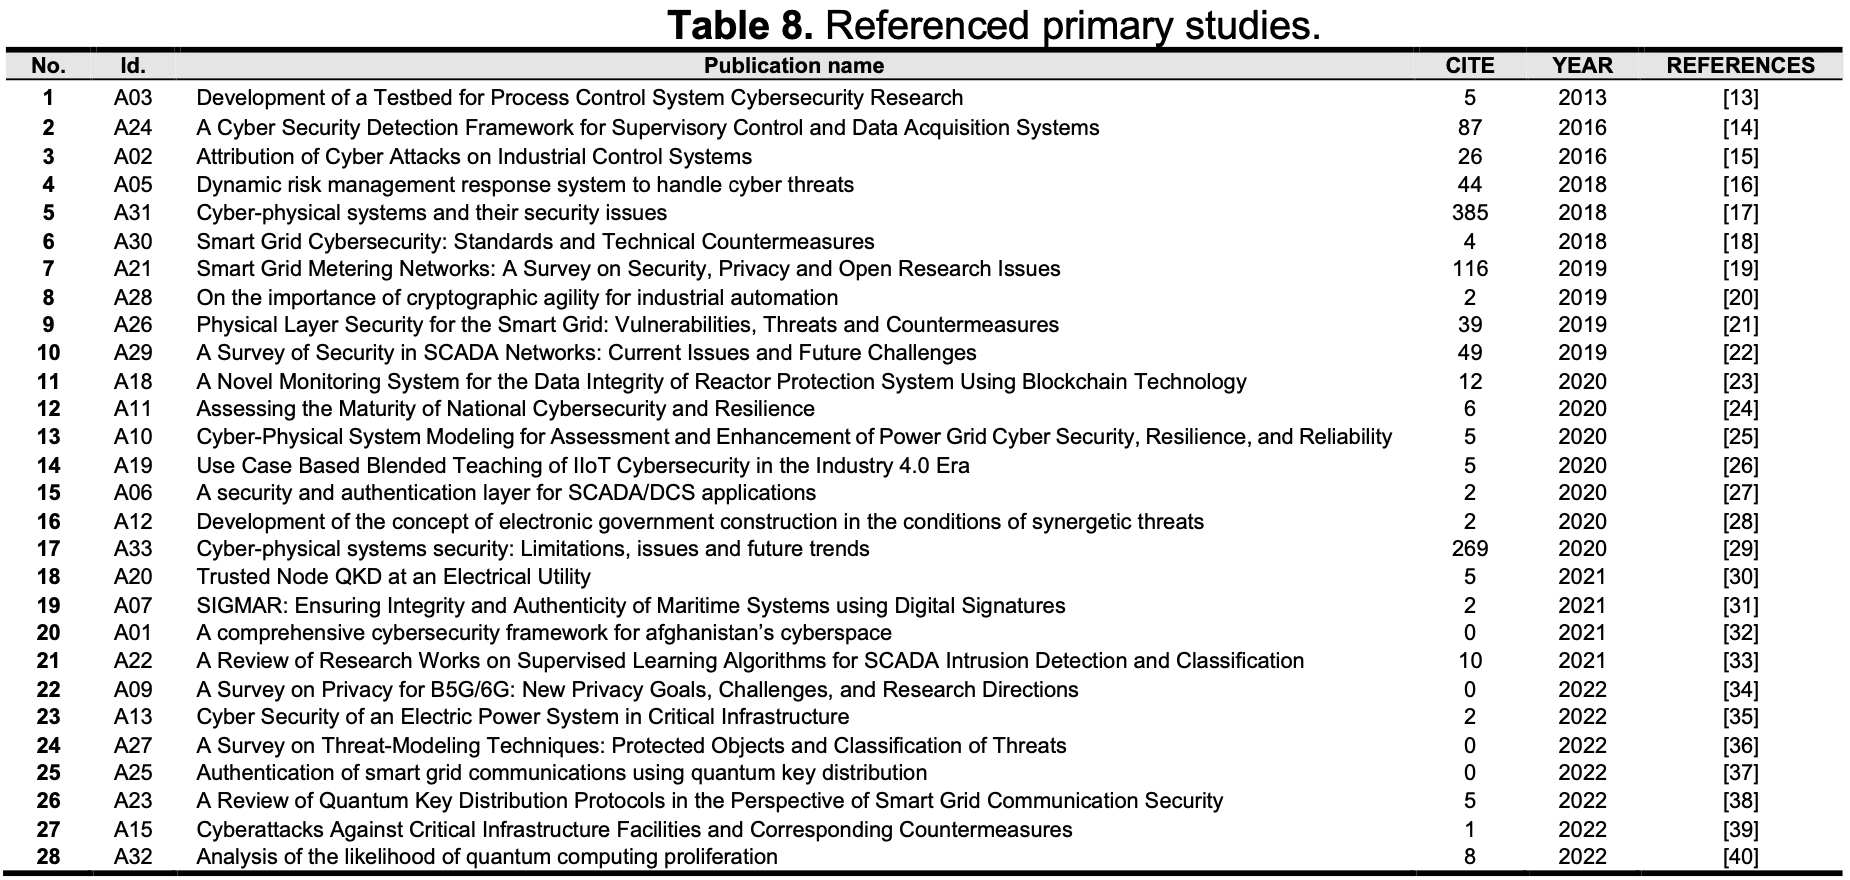 Table 8. Referenced primary studies.
No. Id. Publication name CITE YEAR REFERENCES
1 A03 Development of a Testbed for Process Control System Cybersecurity Research 5 2013 [13]
2 A24 A Cyber Security Detection Framework for Supervisory Control and Data Acquisition Systems 87 2016 [14]
3 A02 Attribution of Cyber Attacks on Industrial Control Systems 26 2016 [15]
4 A05 Dynamic risk management response system to handle cyber threats 44 2018 [16]
5 A31 Cyber-physical systems and their security issues 385 2018 [17]
6 A30 Smart Grid Cybersecurity: Standards and Technical Countermeasures 4 2018 [18]
7 A21 Smart Grid Metering Networks: A Survey on Security, Privacy and Open Research Issues 116 2019 [19]
8 A28 On the importance of cryptographic agility for industrial automation 2 2019 [20]
9 A26 Physical Layer Security for the Smart Grid: Vulnerabilities, Threats and Countermeasures 39 2019 [21]
10 A29 A Survey of Security in SCADA Networks: Current Issues and Future Challenges 49 2019 [22]
11 A18 A Novel Monitoring System for the Data Integrity of Reactor Protection System Using Blockchain Technology 12 2020 [23]
12 A11 Assessing the Maturity of National Cybersecurity and Resilience 6 2020 [24]
13 A10 Cyber-Physical System Modeling for Assessment and Enhancement of Power Grid Cyber Security, Resilience, and Reliability 5 2020 [25]
14 A19 Use Case Based Blended Teaching of IIoT Cybersecurity in the Industry 4.0 Era 5 2020 [26]
15 A06 A security and authentication layer for SCADA/DCS applications 2 2020 [27]
16 A12 Development of the concept of electronic government construction in the conditions of synergetic threats 2 2020 [28]
17 A33 Cyber-physical systems security: Limitations, issues and future trends 269 2020 [29]
18 A20 Trusted Node QKD at an Electrical Utility 5 2021 [30]
19 A07 SIGMAR: Ensuring Integrity and Authenticity of Maritime Systems using Digital Signatures 2 2021 [31]
20 A01 A comprehensive cybersecurity framework for afghanistan’s cyberspace 0 2021 [32]
21 A22 A Review of Research Works on Supervised Learning Algorithms for SCADA Intrusion Detection and Classification 10 2021 [33]
22 A09 A Survey on Privacy for B5G/6G: New Privacy Goals, Challenges, and Research Directions 0 2022 [34]
23 A13 Cyber Security of an Electric Power System in Critical Infrastructure 2 2022 [35]
24 A27 A Survey on Threat-Modeling Techniques: Protected Objects and Classification of Threats 0 2022 [36]
25 A25 Authentication of smart grid communications using quantum key distribution 0 2022 [37]
26 A23 A Review of Quantum Key Distribution Protocols in the Perspective of Smart Grid Communication Security 5 2022 [38]
27 A15 Cyberattacks Against Critical Infrastructure Facilities and Corresponding Countermeasures 1 2022 [39]
28 A32 Analysis of the likelihood of quantum computing proliferation 8 2022 [40]